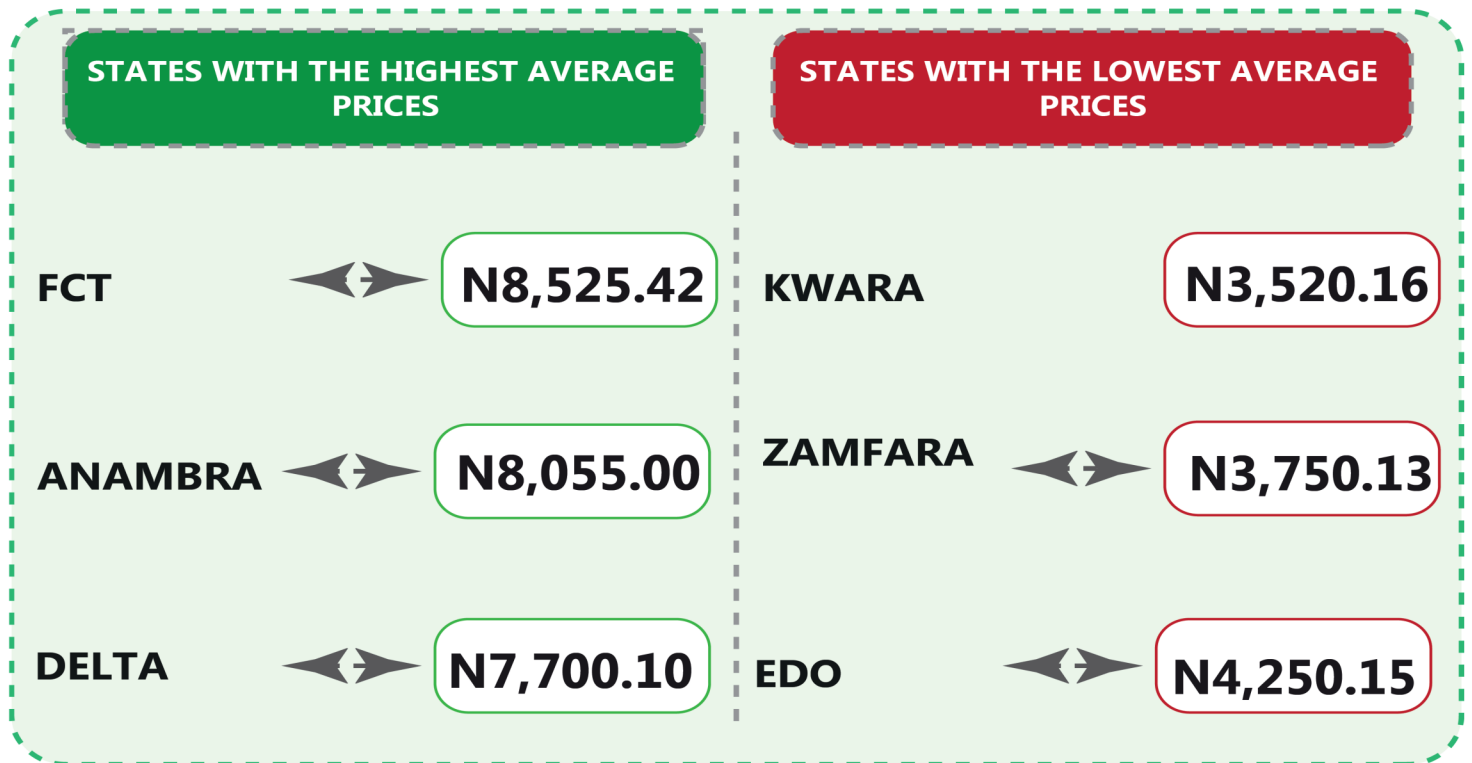 STATES WITH THE HIGHEST AVERAGE
PRICES
FCT N8,525.42
ANAMBRA N8,055.00
DELTA N7,700.10
STATES WITH THE LOWEST AVERAGE
PRICES
KWARA N3,520.16
ZAMFARA N3,750.13
EDO N4,250.15